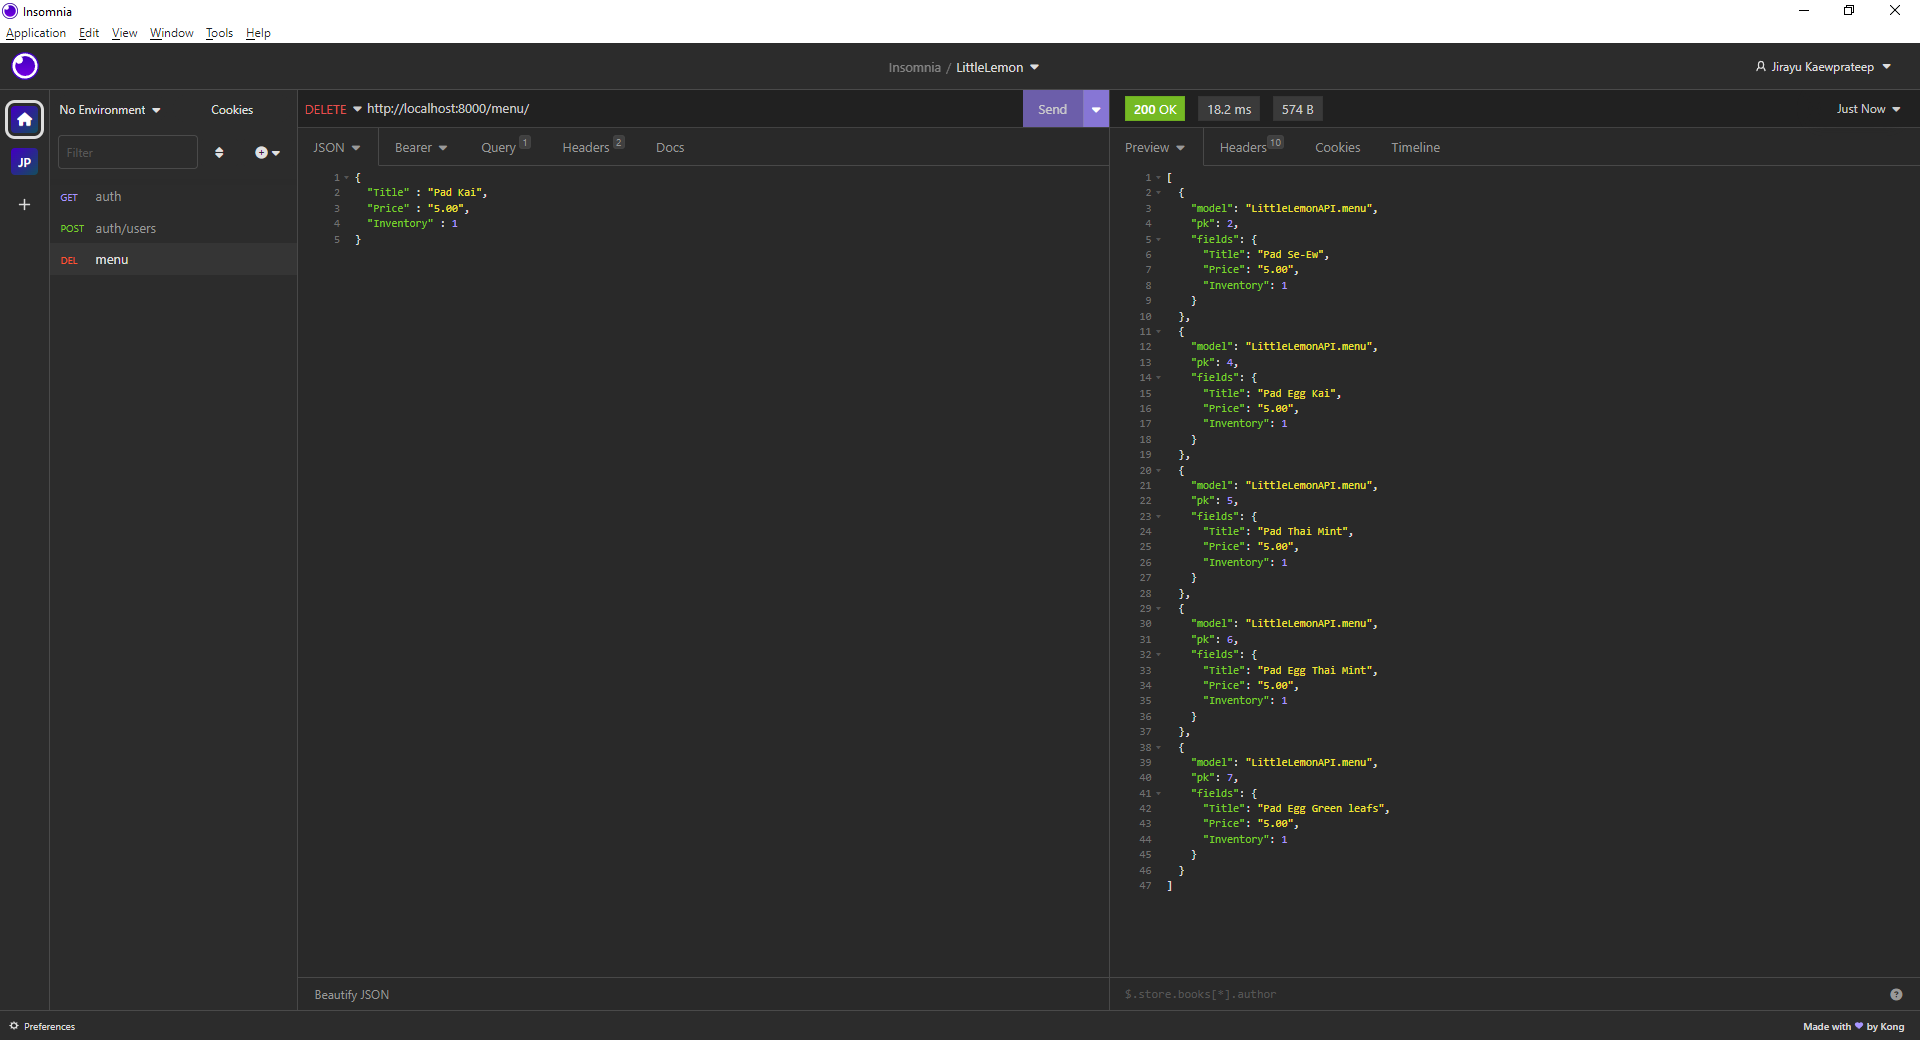 Insomnia
Application Edit View Window Tools Help
Insomnia / LittleLemon
Jirayu Kaewprateep
No Environment
Cookies
DELETE http://localhost:8000/menu/
Send
200 OK
18.2 ms
574 B
Just Now
Filter
JP
JSON
Bearer
Query 1
Headers 2
Docs
Preview
Headers 10
Cookies
Timeline
GET auth
POST auth/users
DEL menu
1 {
2 "Title" : "Pad Kai",
3 "Price" : "5.00",
4 "Inventory" : 1
5 }
1 [
2 {
3 "model": "LittleLemonAPI.menu",
4 "pk": 2,
5 "fields": {
6 "Title": "Pad Se-Ew",
7 "Price": "5.00",
8 "Inventory": 1
9 }
10 },
11 {
12 "model": "LittleLemonAPI.menu",
13 "pk": 4,
14 "fields": {
15 "Title": "Pad Egg Kai",
16 "Price": "5.00",
17 "Inventory": 1
18 }
19 },
20 {
21 "model": "LittleLemonAPI.menu",
22 "pk": 5,
23 "fields": {
24 "Title": "Pad Thai Mint",
25 "Price": "5.00",
26 "Inventory": 1
27 }
28 },
29 {
30 "model": "LittleLemonAPI.menu",
31 "pk": 6,
32 "fields": {
33 "Title": "Pad Egg Thai Mint",
34 "Price": "5.00",
35 "Inventory": 1
36 }
37 },
38 {
39 "model": "LittleLemonAPI.menu",
40 "pk": 7,
41 "fields": {
42 "Title": "Pad Egg Green leafs",
43 "Price": "5.00",
44 "Inventory": 1
45 }
46 }
47 ]
Beautify JSON
$.store.books[*].author
Preferences
Made with 💜 by Kong